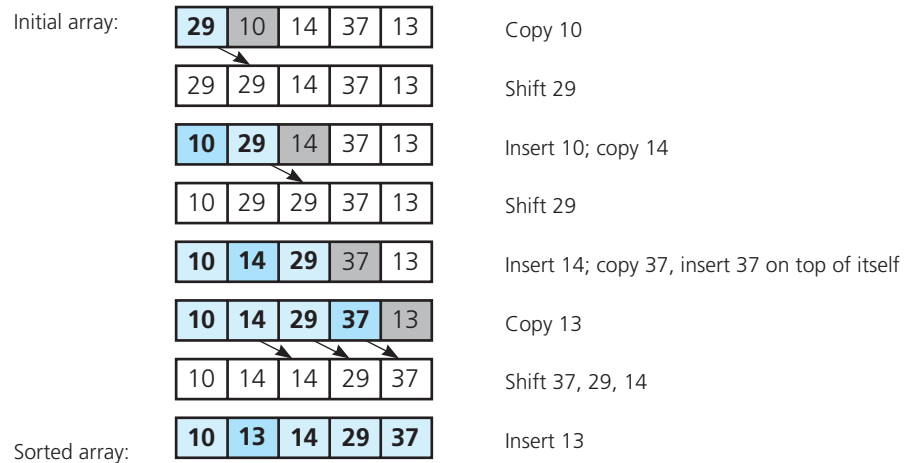 Initial array: 29 10 14 37 13 Copy 10
29 29 14 37 13 Shift 29
10 29 14 37 13 Insert 10; copy 14
10 29 29 37 13 Shift 29
10 14 29 37 13 Insert 14; copy 37, insert 37 on top of itself
10 14 29 37 13 Copy 13
10 14 14 29 37 Shift 37, 29, 14
Sorted array: 10 13 14 29 37 Insert 13